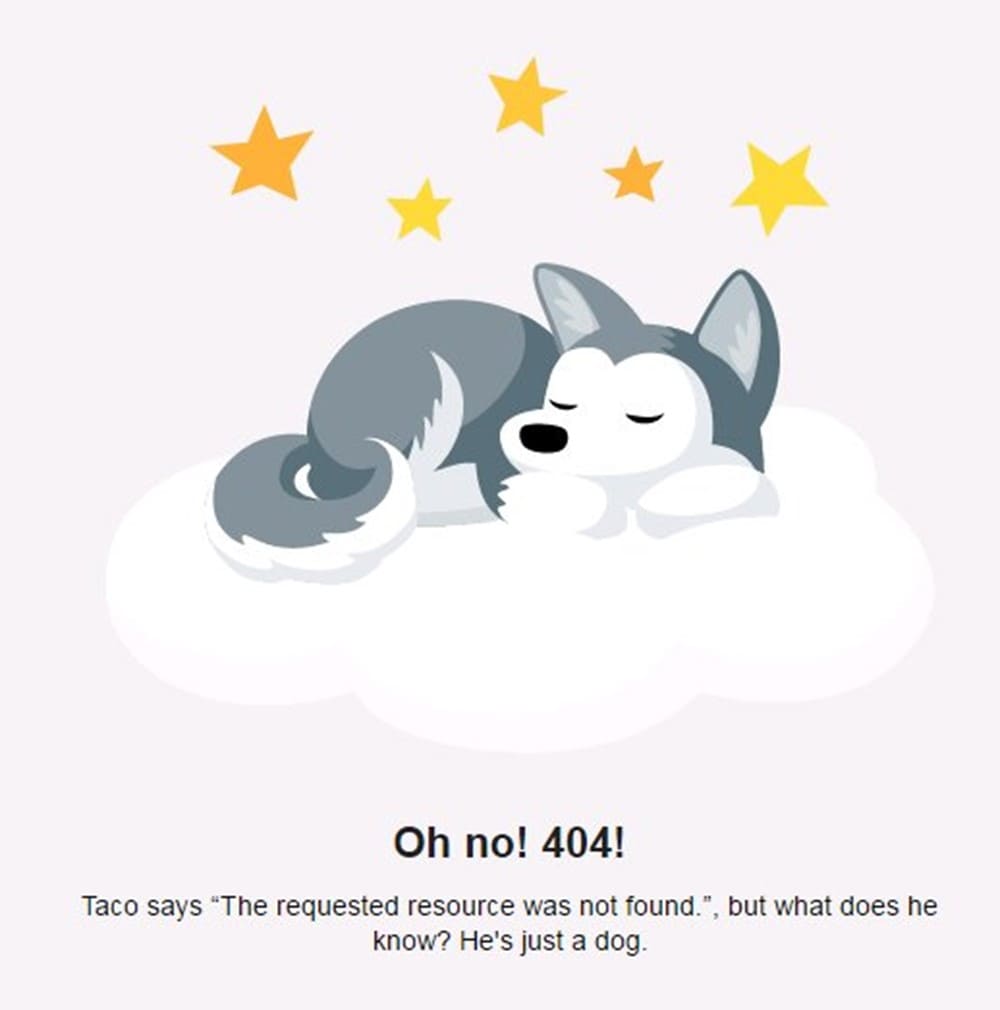 Oh no! 404!
Taco says “The requested resource was not found.”, but what does he
know? He's just a dog.